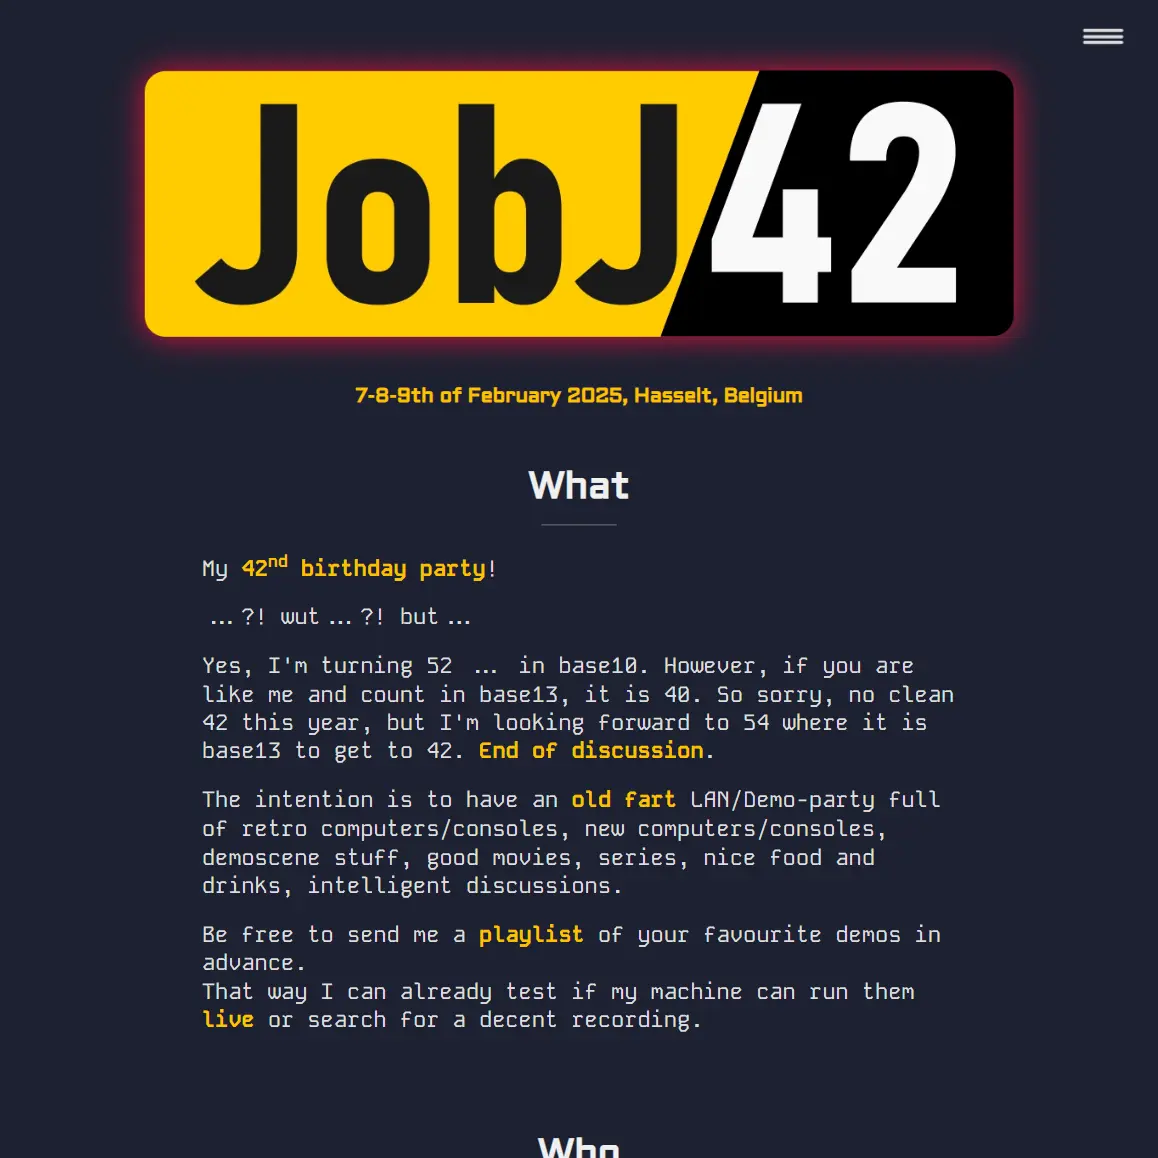 JobJ42
7-8-9th of February 2025, Hasselt, Belgium
What
My 42nd birthday party!
...?! wut ...?! but ...
Yes, I'm turning 52 ... in base10. However, if you are
like me and count in base13, it is 40. So sorry, no clean
42 this year, but I'm looking forward to 54 where it is
base13 to get to 42. End of discussion.
The intention is to have an old fart LAN/Demo-party full
of retro computers/consoles, new computers/consoles,
demoscene stuff, good movies, series, nice food and
drinks, intelligent discussions.
Be free to send me a playlist of your favourite demos in
advance.
That way I can already test if my machine can run them
live or search for a decent recording.
Who